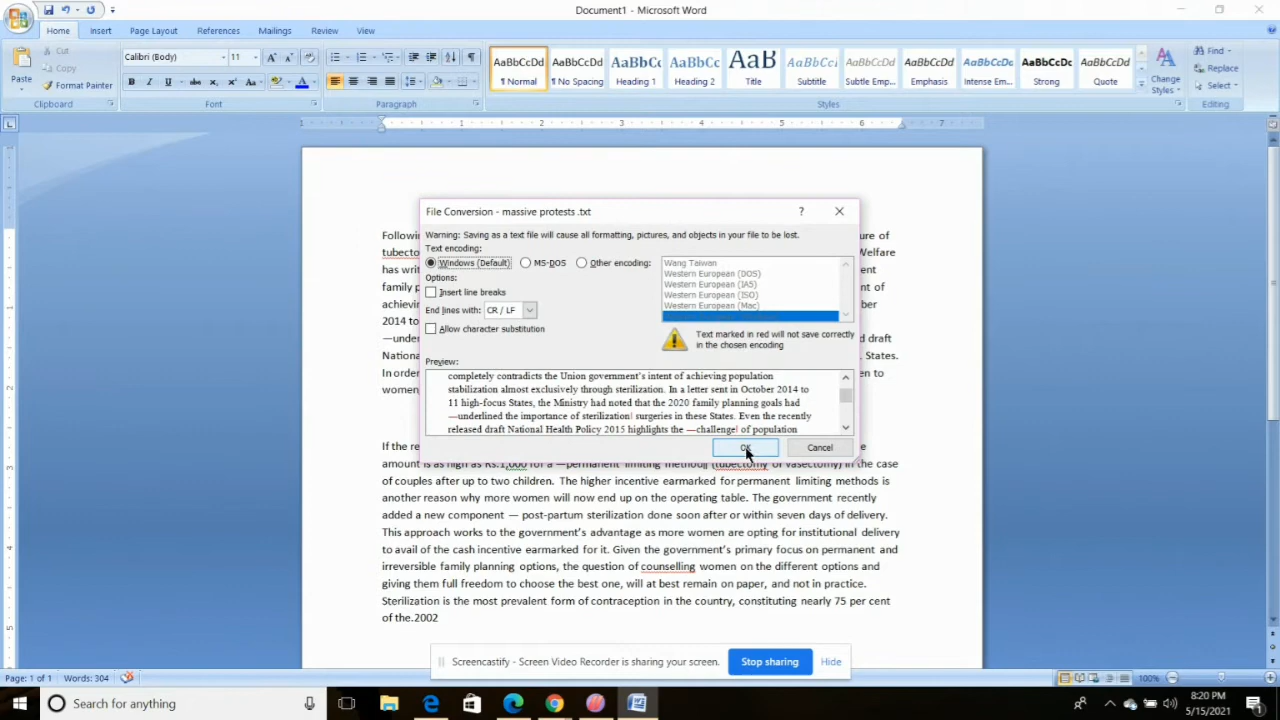 Document1 - Microsoft Word
Home Insert Page Layout References Mailings Review View
Paste
Cut
Copy
Format Painter
Clipboard
Calibri (Body) 11
Font
Paragraph
AaBbCcDd AaBbCcDd AaBbCc AaBbCc AaB AaBbCc AaBbCcDd AaBbCcDd AaBbCcDd AaBbCcDd AaBbCcDd
¶ Normal ¶ No Spacing Heading 1 Heading 2 Title Subtitle Subtle Emp... Emphasis Intense Em... Strong Quote
Styles
Change Styles
Find
Replace
Select
Editing
1 1 2 3 4 5 6 7
Followin
ure of
tubecto
Welfare
has writ
ent
family p
nt of
achievin
2014 to
—under
d draft
Nationa
States.
In order
en to
women,
File Conversion - massive protests .txt
Warning: Saving as a text file will cause all formatting, pictures, and objects in your file to be lost.
Text encoding:
Windows (Default) MS-DOS Other encoding:
Wang Taiwan
Western European (DOS)
Western European (IA5)
Western European (ISO)
Western European (Mac)
Options:
Insert line breaks
End lines with: CR / LF
Allow character substitution
Text marked in red will not save correctly
in the chosen encoding
Preview:
completely contradicts the Union government's intent of achieving population
stabilization almost exclusively through sterilization. In a letter sent in October 2014 to
11 high-focus States, the Ministry had noted that the 2020 family planning goals had
—underlined the importance of sterilization‖ surgeries in these States. Even the recently
released draft National Health Policy 2015 highlights the —challenge‖ of population
OK Cancel
If the re
e
amount is as high as Rs.1,000 for a —permanent limiting method‖ (tubectomy or vasectomy) in the case
of couples after up to two children. The higher incentive earmarked for permanent limiting methods is
another reason why more women will now end up on the operating table. The government recently
added a new component — post-partum sterilization done soon after or within seven days of delivery.
This approach works to the government's advantage as more women are opting for institutional delivery
to avail of the cash incentive earmarked for it. Given the government's primary focus on permanent and
irreversible family planning options, the question of counselling women on the different options and
giving them full freedom to choose the best one, will at best remain on paper, and not in practice.
Sterilization is the most prevalent form of contraception in the country, constituting nearly 75 per cent
of the.2002
Screencastify - Screen Video Recorder is sharing your screen. Stop sharing Hide
Page: 1 of 1 Words: 304 100%
Search for anything
8:20 PM
5/15/2021